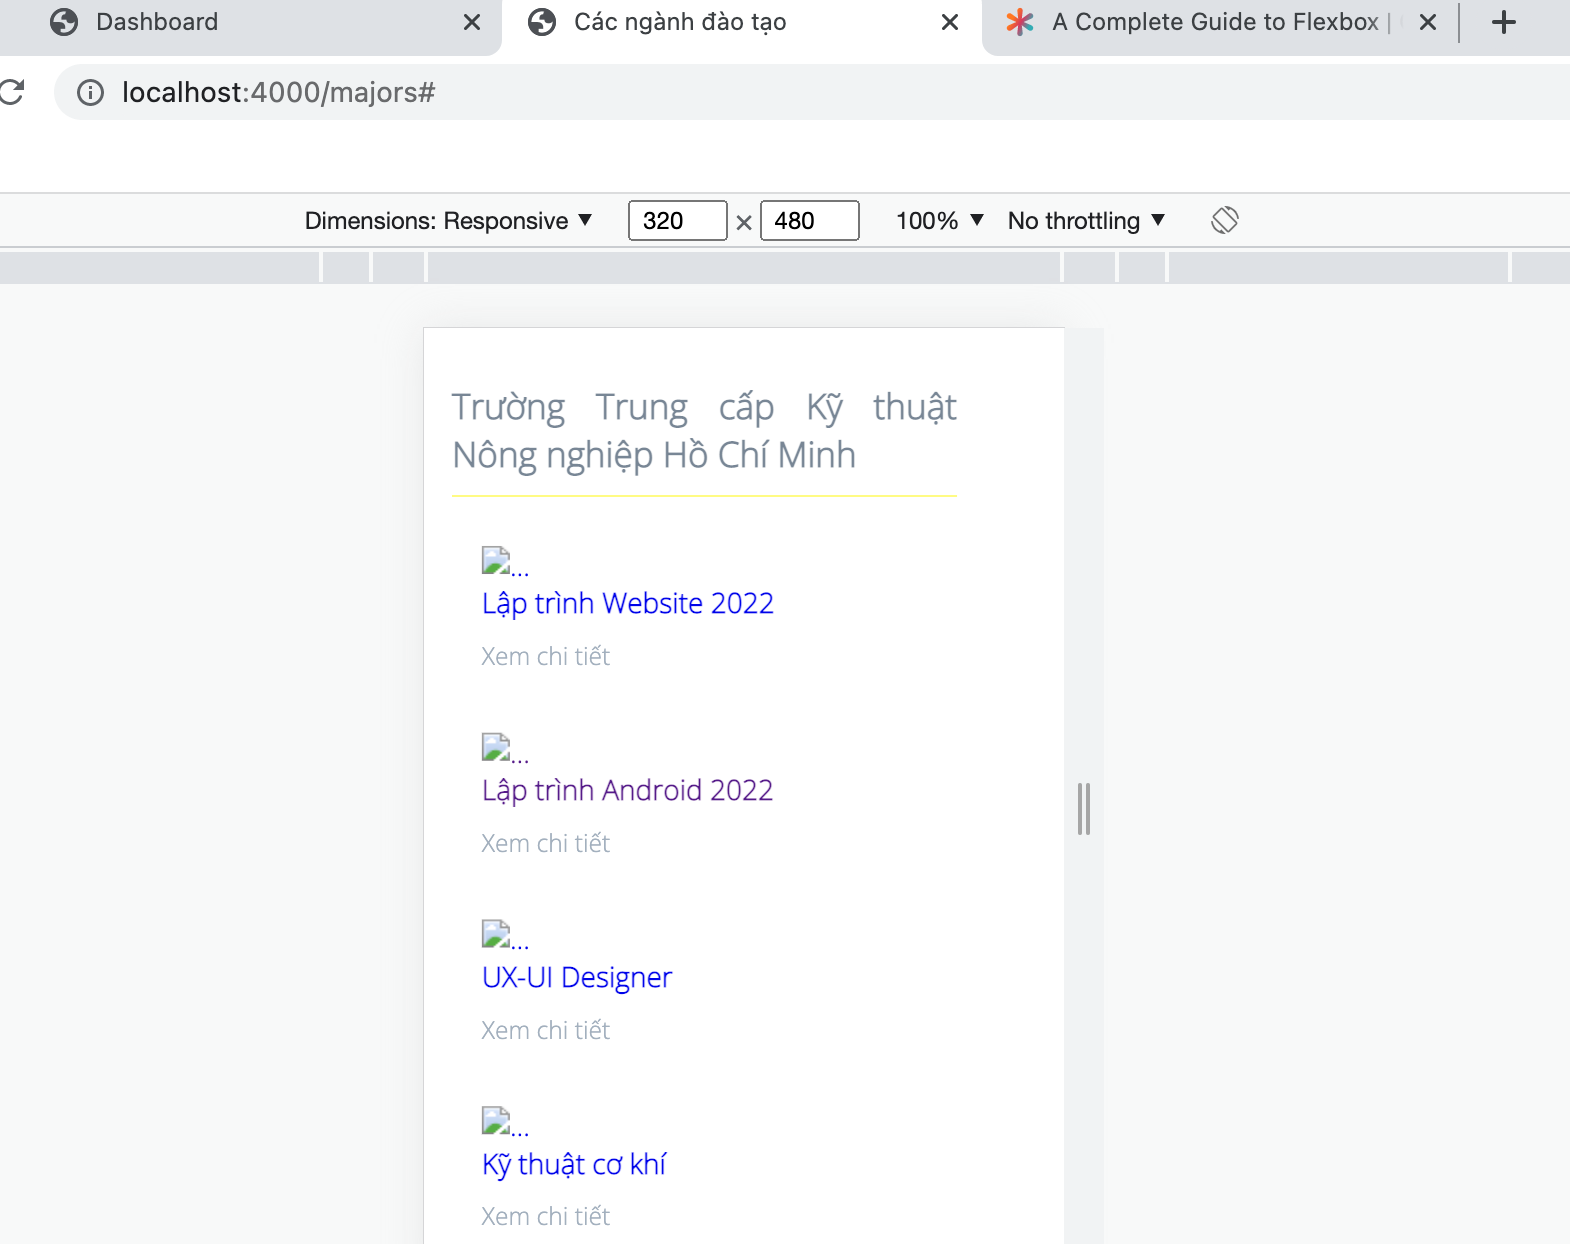 Dashboard
Các ngành đào tạo
A Complete Guide to Flexbox |
localhost:4000/majors#
Dimensions: Responsive 320 × 480 100% No throttling
Trường Trung cấp Kỹ thuật
Nông nghiệp Hồ Chí Minh
...
Lập trình Website 2022
Xem chi tiết
...
Lập trình Android 2022
Xem chi tiết
...
UX-UI Designer
Xem chi tiết
...
Kỹ thuật cơ khí
Xem chi tiết